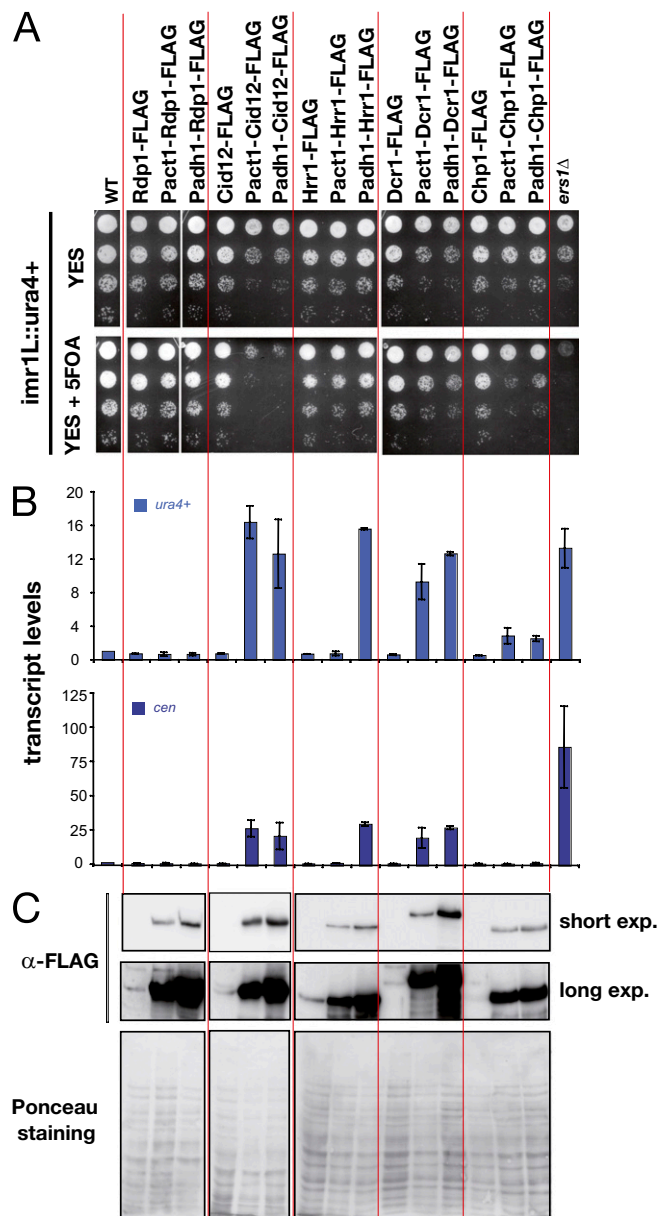 A
WT
Rdp1-FLAG
Pact1-Rdp1-FLAG
Padh1-Rdp1-FLAG
Cid12-FLAG
Pact1-Cid12-FLAG
Padh1-Cid12-FLAG
Hrr1-FLAG
Pact1-Hrr1-FLAG
Padh1-Hrr1-FLAG
Dcr1-FLAG
Pact1-Dcr1-FLAG
Padh1-Dcr1-FLAG
Chp1-FLAG
Pact1-Chp1-FLAG
Padh1-Chp1-FLAG
ers1Δ
imr1L::ura4+
YES
YES + 5FOA
B
transcript levels
20
16
12
8
4
0
ura4+
125
100
75
50
25
0
cen
C
α-FLAG
short exp.
long exp.
Ponceau
staining